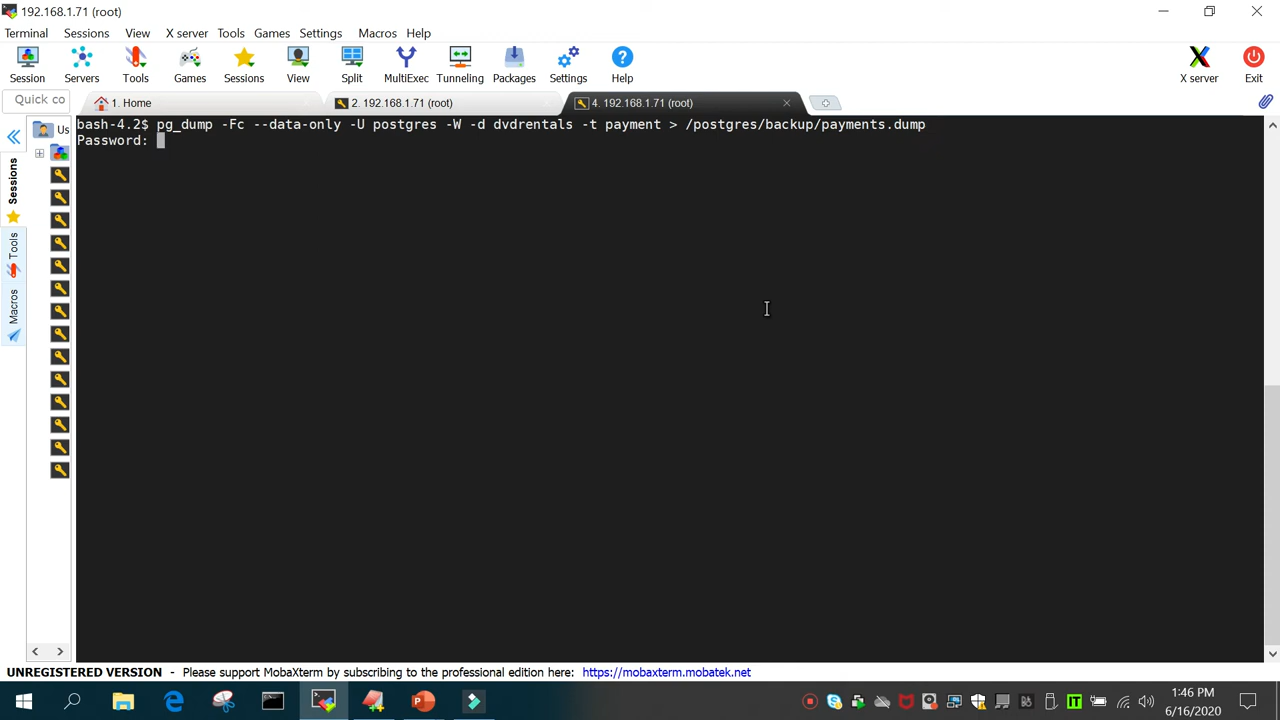 192.168.1.71 (root)
Terminal Sessions View X server Tools Games Settings Macros Help
Session Servers Tools Games Sessions View Split MultiExec Tunneling Packages Settings Help X server Exit
Quick co
1. Home
2. 192.168.1.71 (root)
4. 192.168.1.71 (root)
Us
Sessions
Tools
Macros
bash-4.2$ pg_dump -Fc --data-only -U postgres -W -d dvdrentals -t payment > /postgres/backup/payments.dump
Password:
UNREGISTERED VERSION - Please support MobaXterm by subscribing to the professional edition here: https://mobaxterm.mobatek.net
1:46 PM
6/16/2020